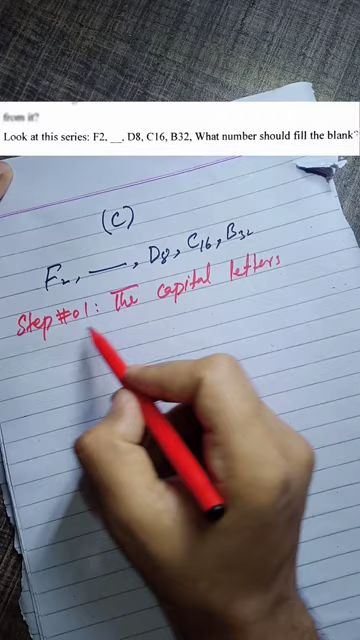 from it?
Look at this series: F2, __, D8, C16, B32, What number should fill the blank?
(C)
F2, —, D8, C16, B32
Step #01: The capital letters